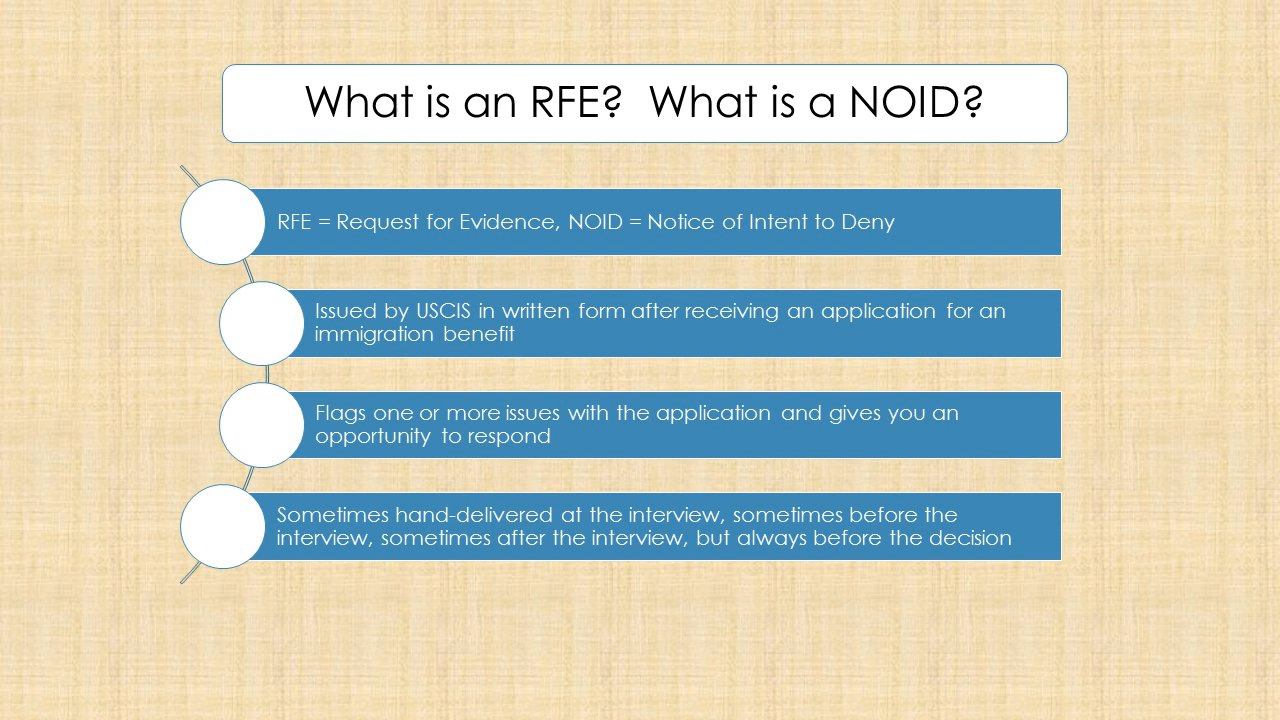 What is an RFE?  What is a NOID?
RFE = Request for Evidence, NOID = Notice of Intent to Deny
Issued by USCIS in written form after receiving an application for an
immigration benefit
Flags one or more issues with the application and gives you an
opportunity to respond
Sometimes hand-delivered at the interview, sometimes before the
interview, sometimes after the interview, but always before the decision